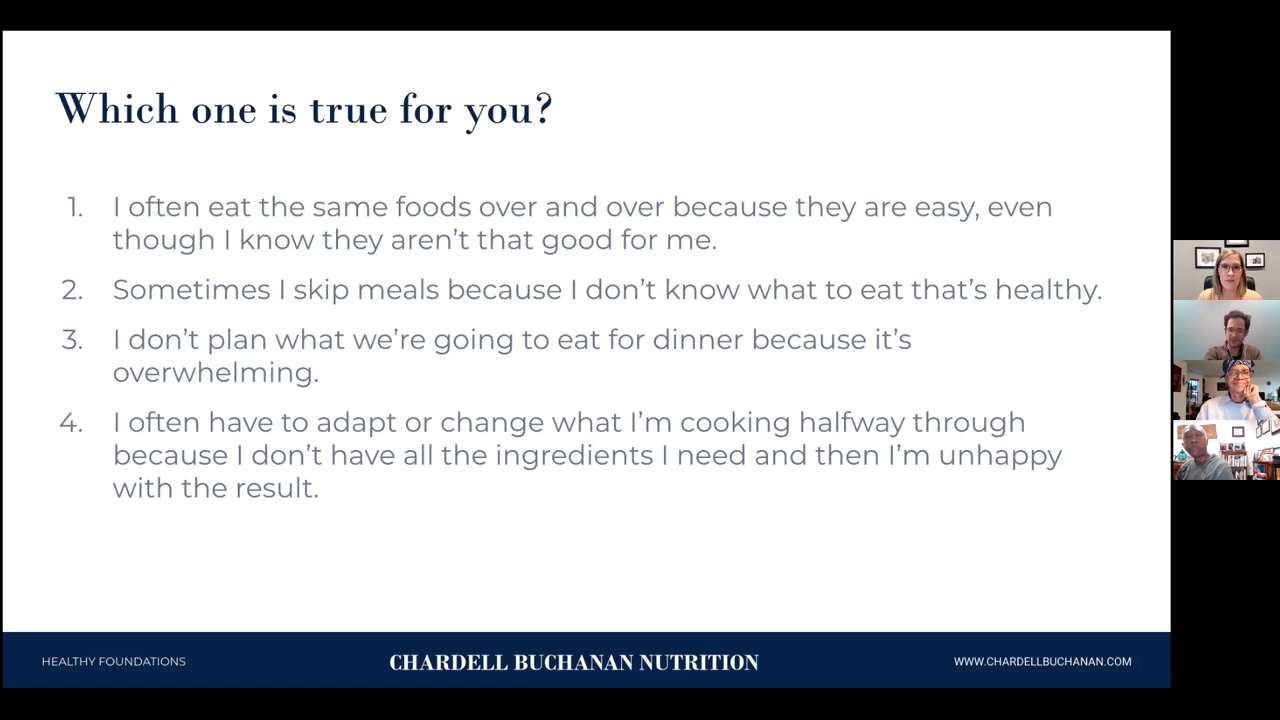 Which one is true for you?
1. I often eat the same foods over and over because they are easy, even
though I know they aren't that good for me.
2. Sometimes I skip meals because I don't know what to eat that's healthy.
3. I don't plan what we're going to eat for dinner because it's
overwhelming.
4. I often have to adapt or change what I'm cooking halfway through
because I don't have all the ingredients I need and then I'm unhappy
with the result.
HEALTHY FOUNDATIONS
CHARDELL BUCHANAN NUTRITION
WWW.CHARDELLBUCHANAN.COM